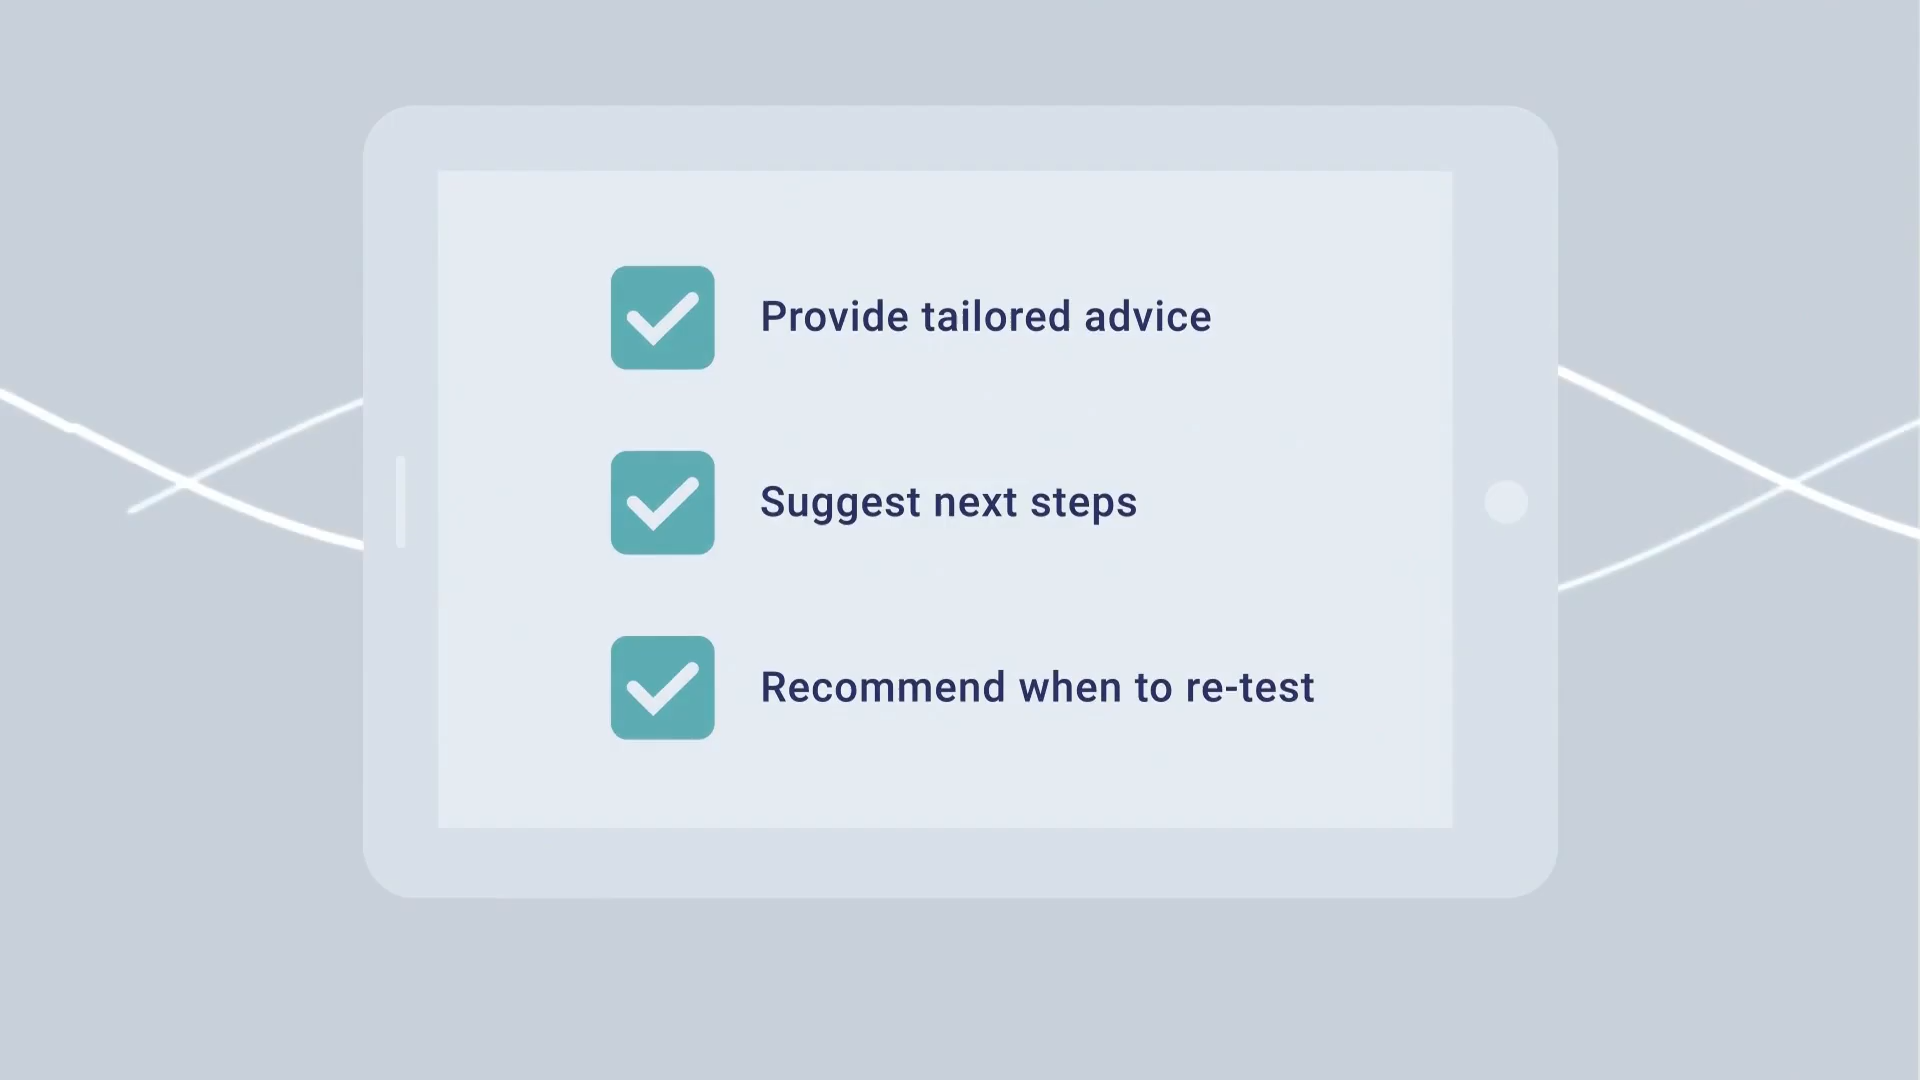 Provide tailored advice
Suggest next steps
Recommend when to re-test